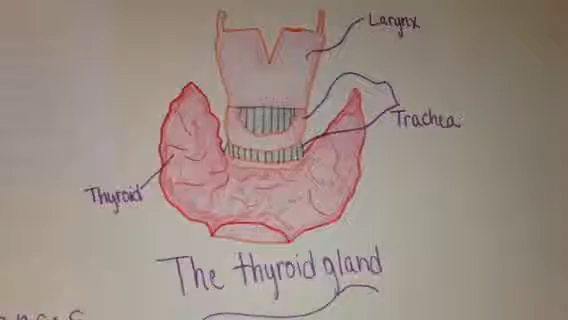 Larynx
Trachea
Thyroid
The thyroid gland